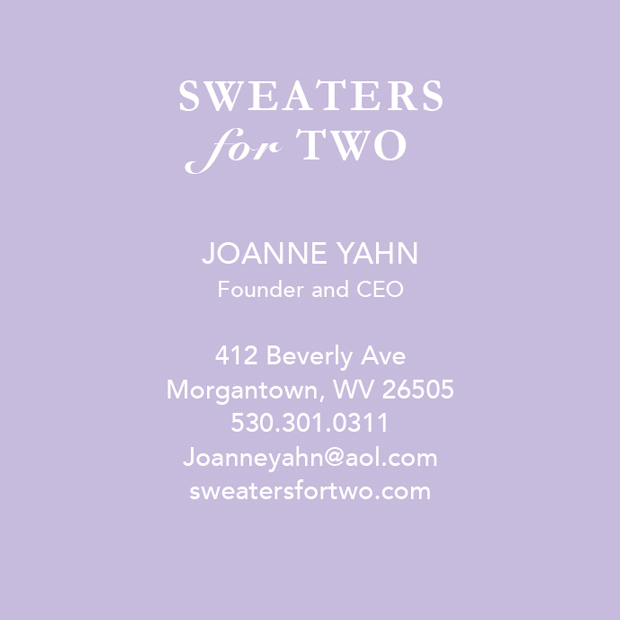 SWEATERS
for TWO
JOANNE YAHN
Founder and CEO
412 Beverly Ave
Morgantown, WV 26505
530.301.0311
Joanneyahn@aol.com
sweatersfortwo.com